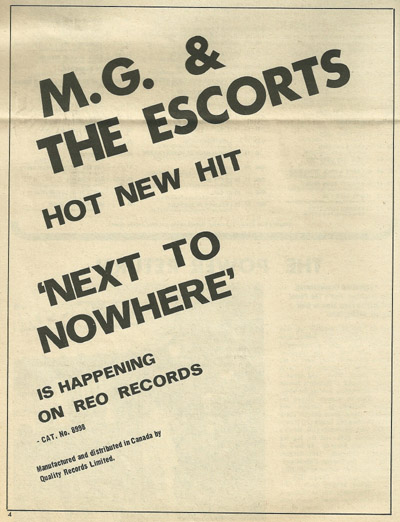 M.G. &
THE ESCORTS
HOT NEW HIT
'NEXT TO
NOWHERE'
IS HAPPENING
ON REO RECORDS
- CAT. No. 8998
Manufactured and distributed in Canada by
Quality Records Limited.
4